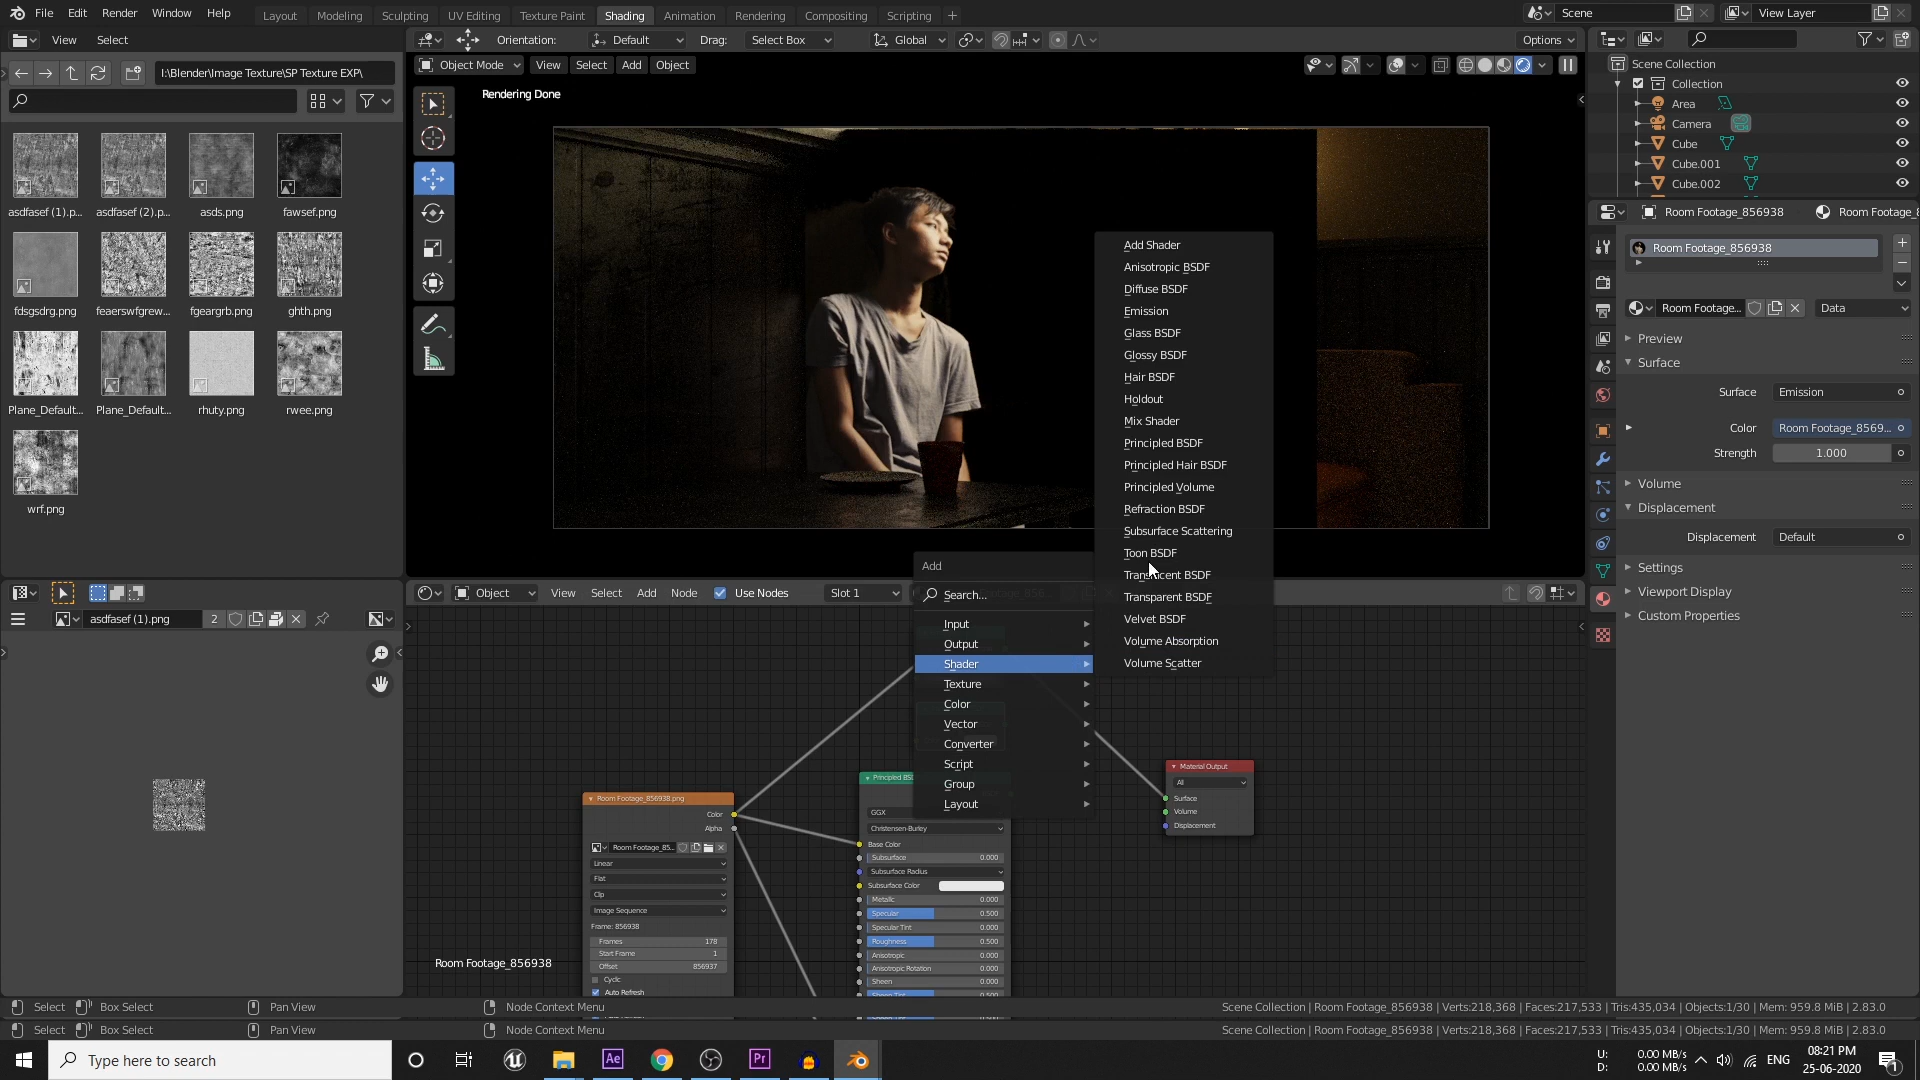 File Edit Render Window Help
Layout Modeling Sculpting UV Editing Texture Paint Shading Animation Rendering Compositing Scripting
Scene
View Layer
View Select
Orientation: Default Drag: Select Box Global Options
I:\Blender\Image Texture\SP Texture EXP\
Object Mode View Select Add Object
Rendering Done
asdfasef (1).p... asdfasef (2).p... asds.png fawsef.png
fdsgsdrg.png feaerswfgrew... fgeargrb.png ghth.png
Plane_Default... Plane_Default... rhuty.png rwee.png
wrf.png
Scene Collection
Collection
Area
Camera
Cube
Cube.001
Cube.002
Room Footage_856938 Room Footage_8
Room Footage_856938
Room Footage... Data
Preview
Surface
Surface Emission
Color Room Footage_8569...
Strength 1.000
Volume
Displacement
Displacement Default
Settings
Viewport Display
Custom Properties
Add Shader
Anisotropic BSDF
Diffuse BSDF
Emission
Glass BSDF
Glossy BSDF
Hair BSDF
Holdout
Mix Shader
Principled BSDF
Principled Hair BSDF
Principled Volume
Refraction BSDF
Subsurface Scattering
Toon BSDF
Translucent BSDF
Transparent BSDF
Velvet BSDF
Volume Absorption
Volume Scatter
Add
Search...
Input
Output
Shader
Texture
Color
Vector
Converter
Script
Group
Layout
Object View Select Add Node Use Nodes Slot 1
asdfasef (1).png 2
Room Footage_856938.png
Color
Alpha
Room Footage_85...
Linear
Flat
Clip
Image Sequence
Frame: 856938
Frames 178
Start Frame 1
Offset 856937
Cyclic
Auto Refresh
Principled BS
GGX
Christensen-Burley
Base Color
Subsurface 0.000
Subsurface Radius
Subsurface Color
Metallic 0.000
Specular 0.500
Specular Tint 0.000
Roughness 0.500
Anisotropic 0.000
Anisotropic Rotation 0.000
Sheen 0.000
Sheen Tint 0.500
Material Output
All
Surface
Volume
Displacement
Room Footage_856938
Select Box Select Pan View Node Context Menu Scene Collection | Room Footage_856938 | Verts:218,368 | Faces:217,533 | Tris:435,034 | Objects:1/30 | Mem: 959.8 MiB | 2.83.0
Select Box Select Pan View Node Context Menu Scene Collection | Room Footage_856938 | Verts:218,368 | Faces:217,533 | Tris:435,034 | Objects:1/30 | Mem: 959.8 MiB | 2.83.0
Type here to search
Ae
Pr
U: 0.00 MB/s
D: 0.00 MB/s
ENG
08:21 PM
25-06-2020
1